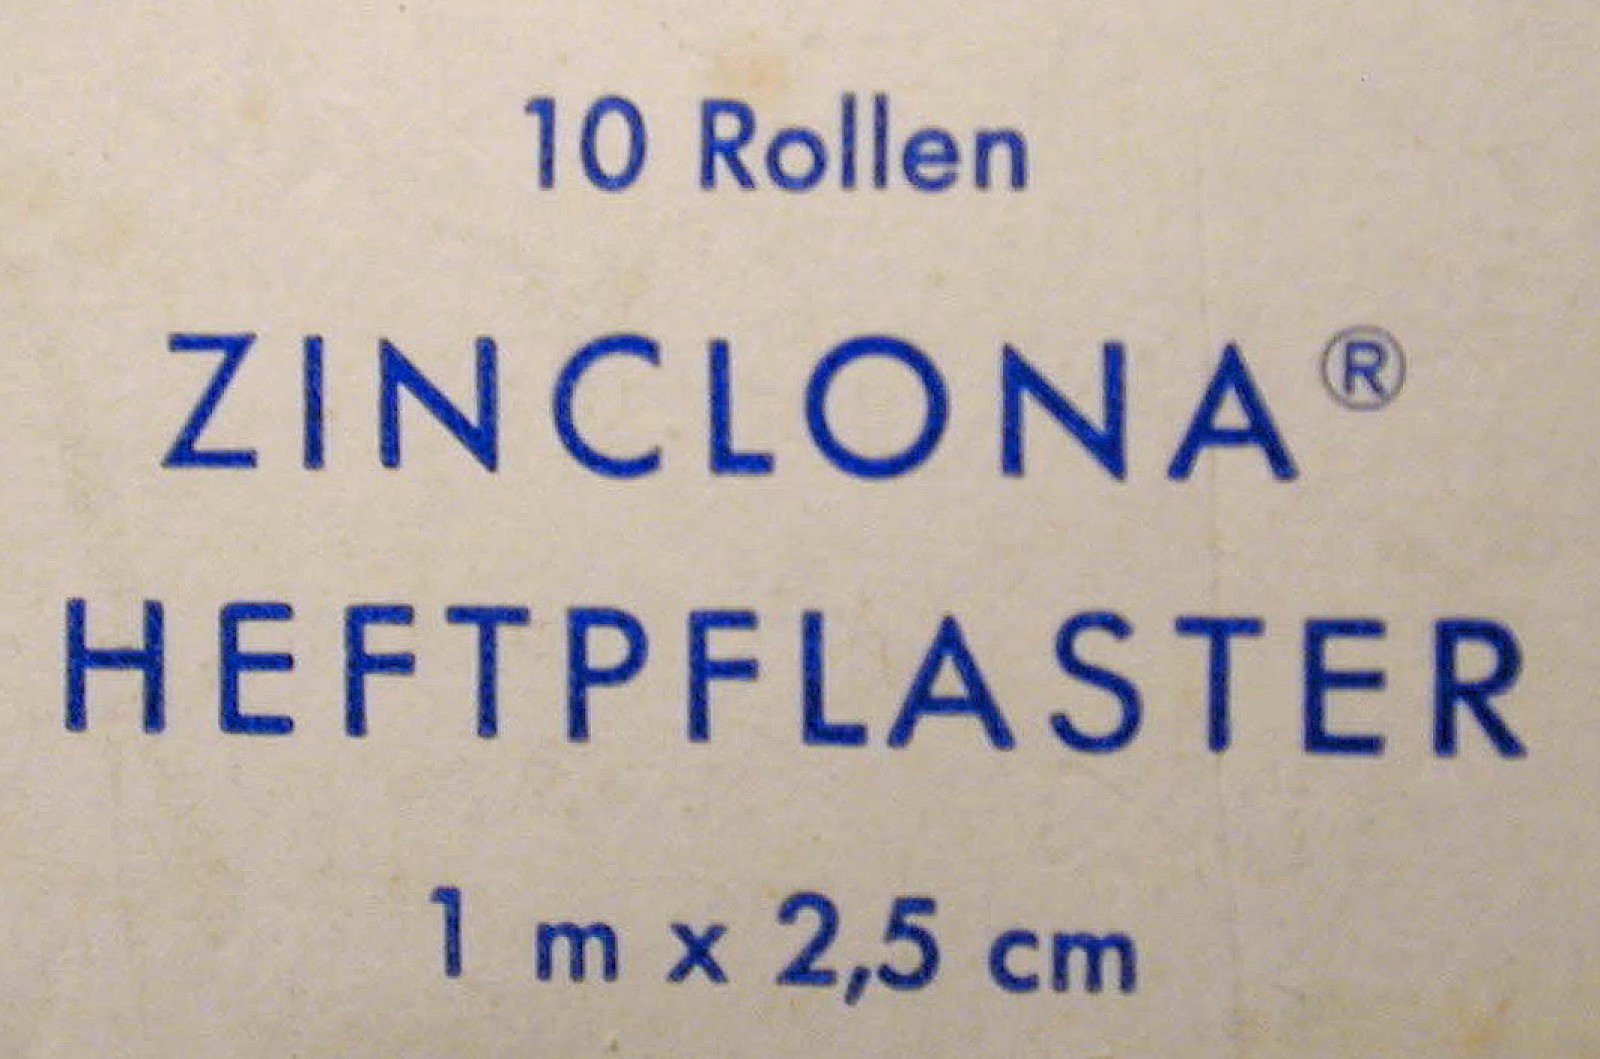 10 Rollen
ZINCLONA®
HEFTPFLASTER
1 m x 2,5 cm